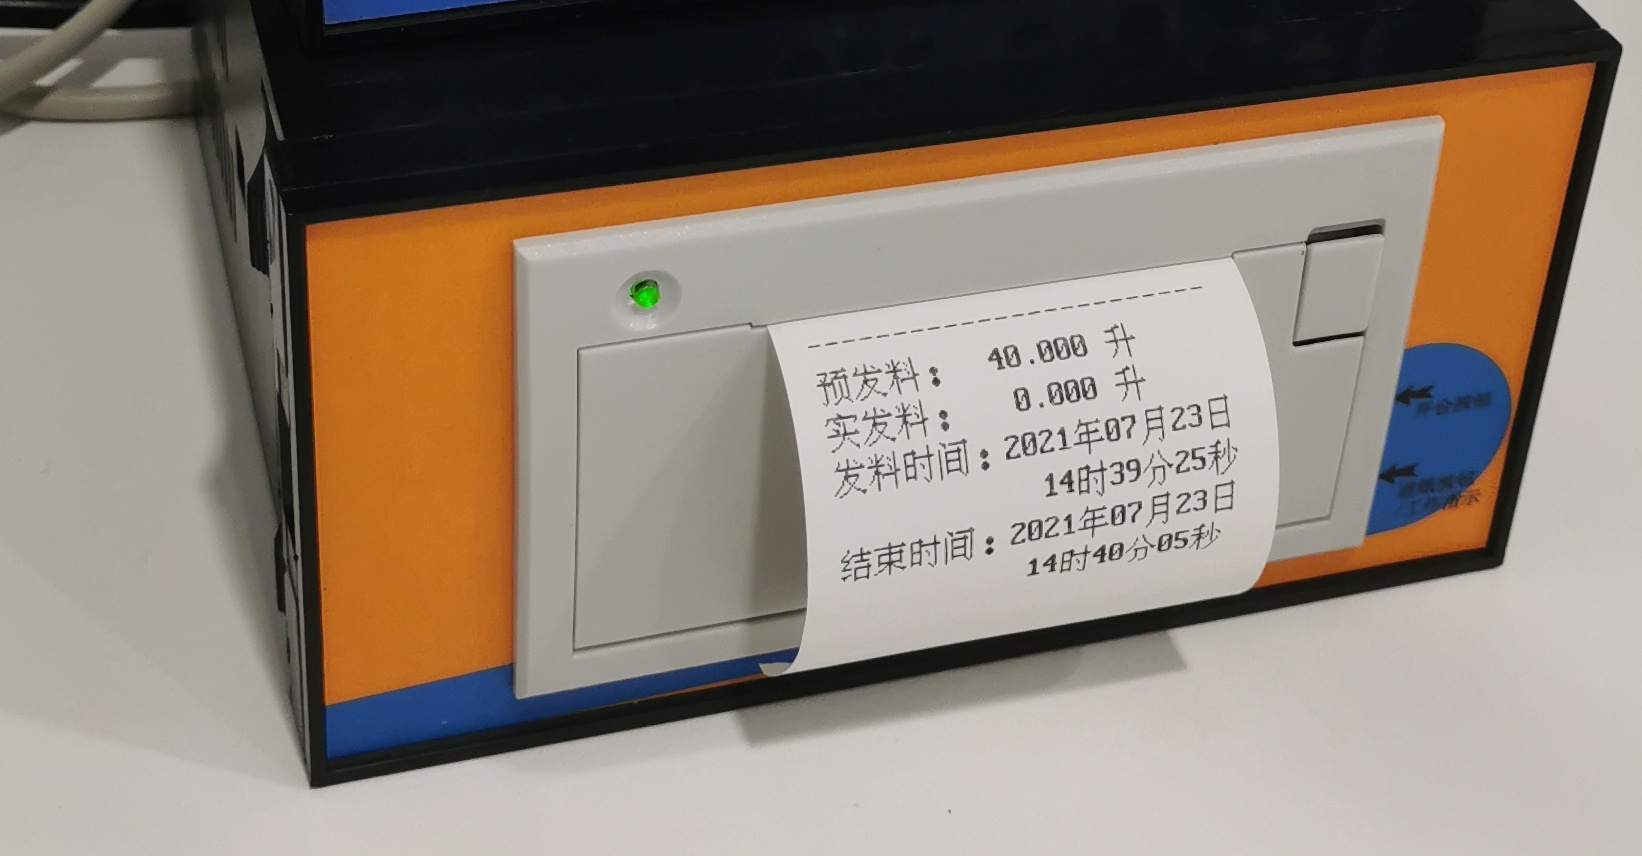 预发料： 40.000 升
实发料： 0.000 升
发料时间：2021年07月23日
14时39分25秒
结束时间：2021年07月23日
14时40分05秒